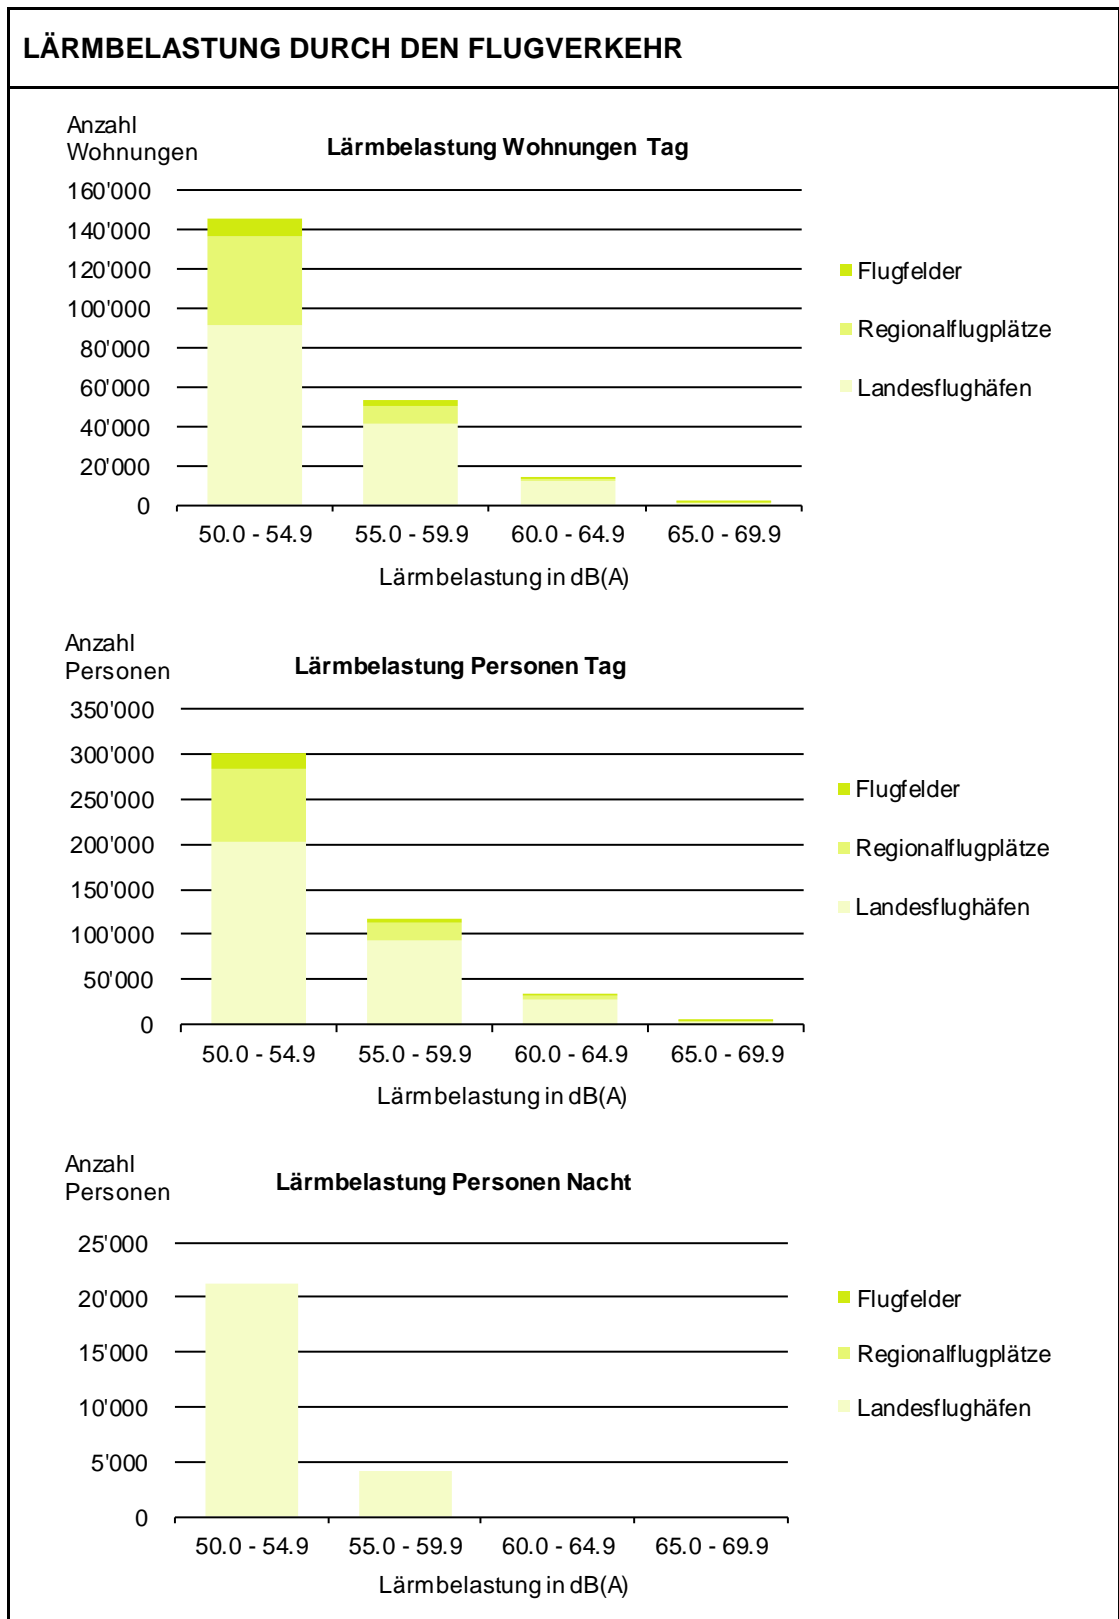 LÄRMBELASTUNG DURCH DEN FLUGVERKEHR
Anzahl
Wohnungen
Lärmbelastung Wohnungen Tag
160'000
140'000
120'000
100'000
80'000
60'000
40'000
20'000
0
50.0 - 54.9 55.0 - 59.9 60.0 - 64.9 65.0 - 69.9
Lärmbelastung in dB(A)
Flugfelder
Regionalflugplätze
Landesflughäfen
Anzahl
Personen
Lärmbelastung Personen Tag
350'000
300'000
250'000
200'000
150'000
100'000
50'000
0
50.0 - 54.9 55.0 - 59.9 60.0 - 64.9 65.0 - 69.9
Lärmbelastung in dB(A)
Flugfelder
Regionalflugplätze
Landesflughäfen
Anzahl
Personen
Lärmbelastung Personen Nacht
25'000
20'000
15'000
10'000
5'000
0
50.0 - 54.9 55.0 - 59.9 60.0 - 64.9 65.0 - 69.9
Lärmbelastung in dB(A)
Flugfelder
Regionalflugplätze
Landesflughäfen